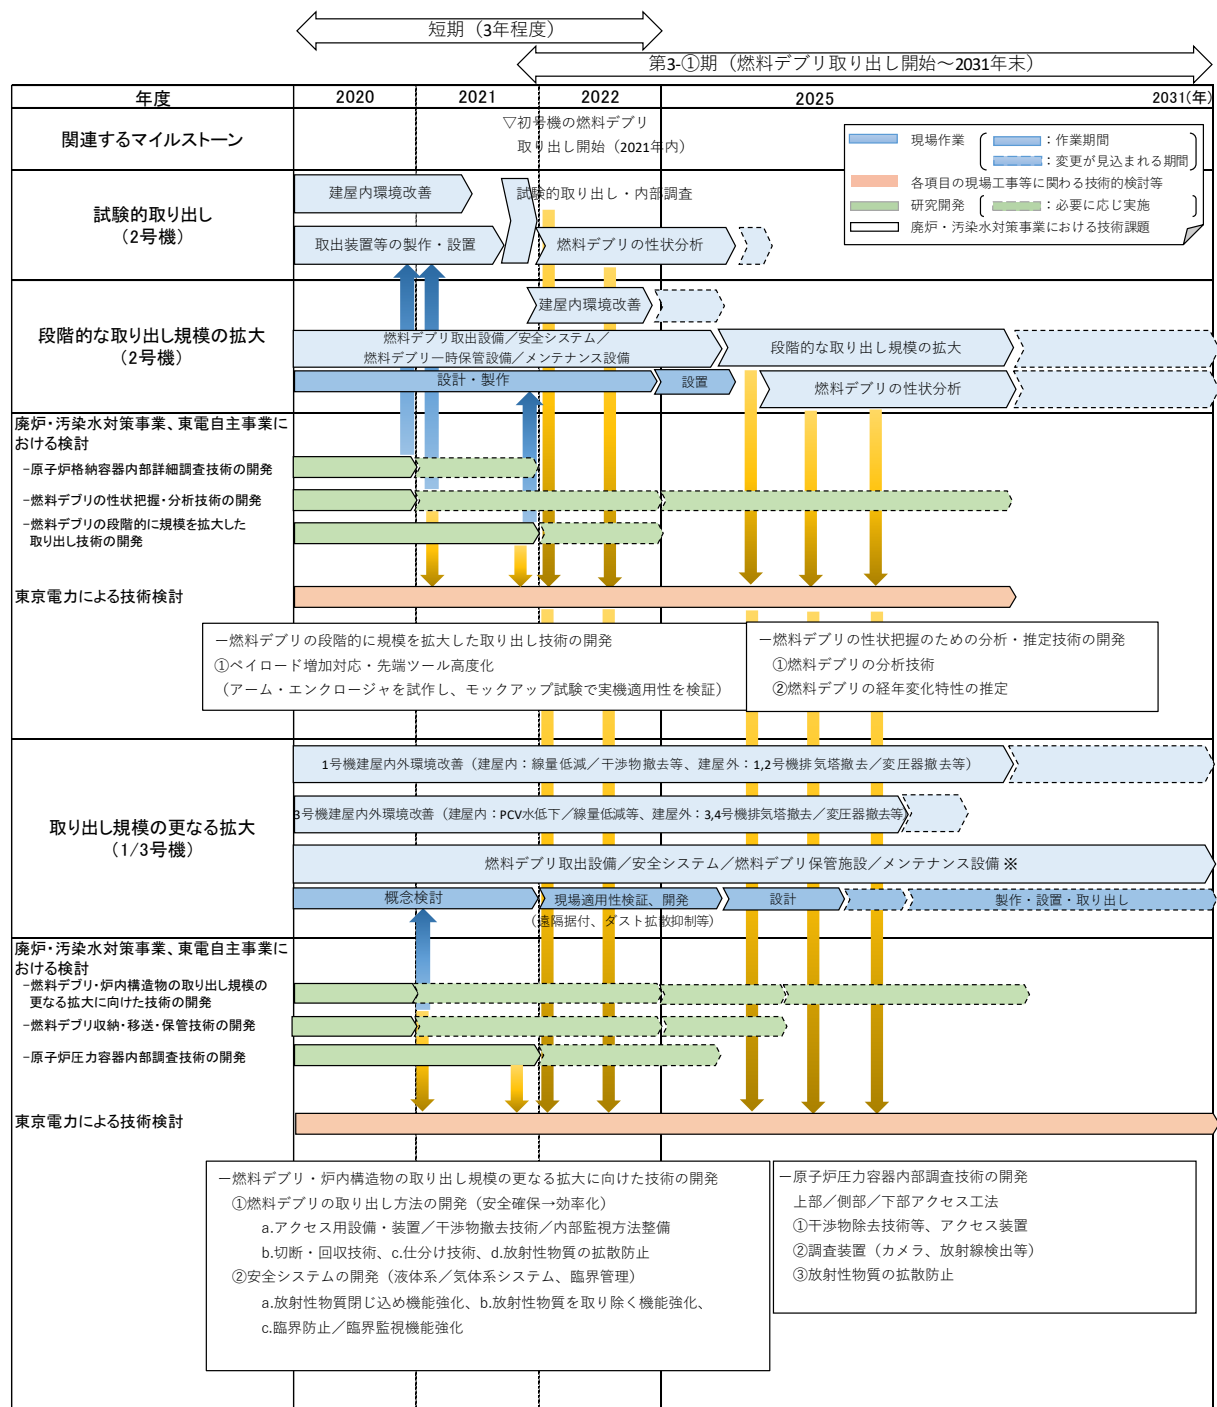 短期（3年程度）
第3-①期（燃料デブリ取り出し開始～2031年末）
年度
2020
2021
2022
2025
2031(年)
関連するマイルストーン
▽初号機の燃料デブリ
取り出し開始（2021年内）
現場作業
：作業期間
：変更が見込まれる期間
各項目の現場工事等に関わる技術的検討等
研究開発
：必要に応じ実施
廃炉・汚染水対策事業における技術課題
試験的取り出し
（2号機）
建屋内環境改善
試験的取り出し・内部調査
取出装置等の製作・設置
燃料デブリの性状分析
段階的な取り出し規模の拡大
（2号機）
建屋内環境改善
燃料デブリ取出設備／安全システム／
燃料デブリ一時保管設備／メンテナンス設備
段階的な取り出し規模の拡大
設計・製作
設置
燃料デブリの性状分析
廃炉・汚染水対策事業、東電自主事業に
おける検討
－原子炉格納容器内部詳細調査技術の開発
－燃料デブリの性状把握・分析技術の開発
－燃料デブリの段階的に規模を拡大した
取り出し技術の開発
東京電力による技術検討
－燃料デブリの段階的に規模を拡大した取り出し技術の開発
①ペイロード増加対応・先端ツール高度化
（アーム・エンクロージャを試作し、モックアップ試験で実機適用性を検証）
－燃料デブリの性状把握のための分析・推定技術の開発
①燃料デブリの分析技術
②燃料デブリの経年変化特性の推定
取り出し規模の更なる拡大
（1/3号機）
1号機建屋内外環境改善（建屋内：線量低減／干渉物撤去等、建屋外：1,2号機排気塔撤去／変圧器撤去等）
3号機建屋内外環境改善（建屋内：PCV水低下／線量低減等、建屋外：3,4号機排気塔撤去／変圧器撤去等）
燃料デブリ取出設備／安全システム／燃料デブリ保管施設／メンテナンス設備 ※
概念検討
現場適用性検証、開発
設計
製作・設置・取り出し
（遠隔据付、ダスト拡散抑制等）
廃炉・汚染水対策事業、東電自主事業に
おける検討
－燃料デブリ・炉内構造物の取り出し規模の
更なる拡大に向けた技術の開発
－燃料デブリ収納・移送・保管技術の開発
－原子炉圧力容器内部調査技術の開発
東京電力による技術検討
－燃料デブリ・炉内構造物の取り出し規模の更なる拡大に向けた技術の開発
①燃料デブリの取り出し方法の開発（安全確保→効率化）
a.アクセス用設備・装置／干渉物撤去技術／内部監視方法整備
b.切断・回収技術、c.仕分け技術、d.放射性物質の拡散防止
②安全システムの開発（液体系／気体系システム、臨界管理）
a.放射性物質閉じ込め機能強化、b.放射性物質を取り除く機能強化、
c.臨界防止／臨界監視機能強化
－原子炉圧力容器内部調査技術の開発
上部／側部／下部アクセス工法
①干渉物除去技術等、アクセス装置
②調査装置（カメラ、放射線検出等）
③放射性物質の拡散防止